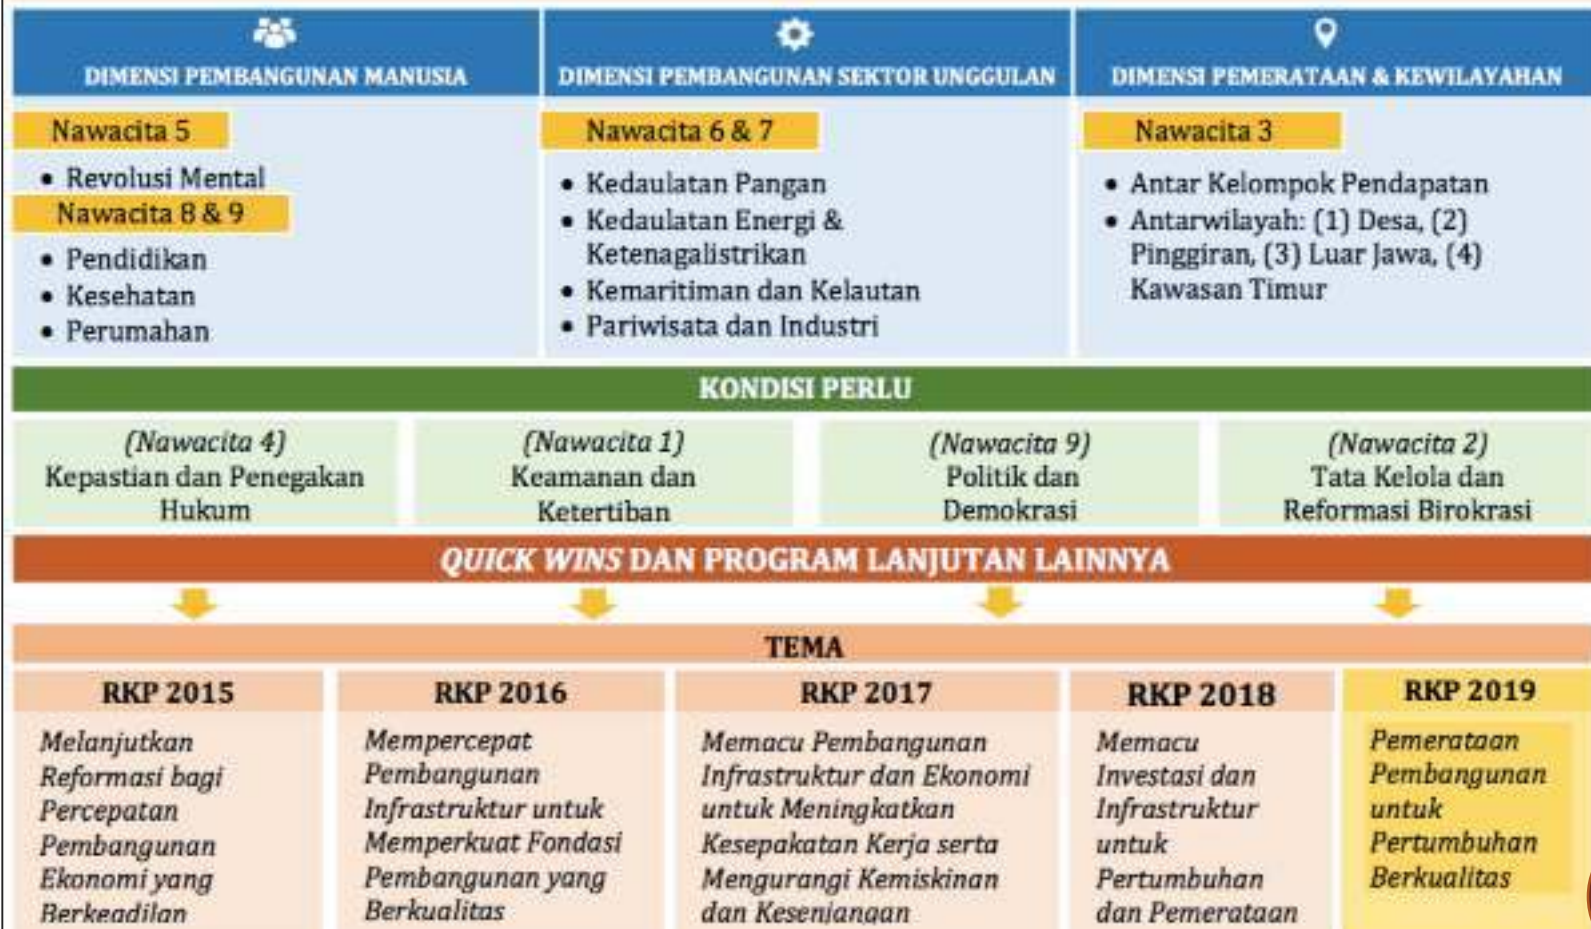 DIMENSI PEMBANGUNAN MANUSIA
Nawacita 5
• Revolusi Mental
Nawacita 8 & 9
• Pendidikan
• Kesehatan
• Perumahan
DIMENSI PEMBANGUNAN SEKTOR UNGGULAN
Nawacita 6 & 7
• Kedaulatan Pangan
• Kedaulatan Energi &
Ketenagalistrikan
• Kemaritiman dan Kelautan
• Pariwisata dan Industri
DIMENSI PEMERATAAN & KEWILAYAHAN
Nawacita 3
• Antar Kelompok Pendapatan
• Antarwilayah: (1) Desa, (2)
Pinggiran, (3) Luar Jawa, (4)
Kawasan Timur
KONDISI PERLU
(Nawacita 4)
Kepastian dan Penegakan
Hukum
(Nawacita 1)
Keamanan dan
Ketertiban
(Nawacita 9)
Politik dan
Demokrasi
(Nawacita 2)
Tata Kelola dan
Reformasi Birokrasi
QUICK WINS DAN PROGRAM LANJUTAN LAINNYA
TEMA
RKP 2015
Melanjutkan
Reformasi bagi
Percepatan
Pembangunan
Ekonomi yang
Berkeadilan
RKP 2016
Mempercepat
Pembangunan
Infrastruktur untuk
Memperkuat Fondasi
Pembangunan yang
Berkualitas
RKP 2017
Memacu Pembangunan
Infrastruktur dan Ekonomi
untuk Meningkatkan
Kesepakatan Kerja serta
Mengurangi Kemiskinan
dan Kesenjangan
RKP 2018
Memacu
Investasi dan
Infrastruktur
untuk
Pertumbuhan
dan Pemerataan
RKP 2019
Pemerataan
Pembangunan
untuk
Pertumbuhan
Berkualitas